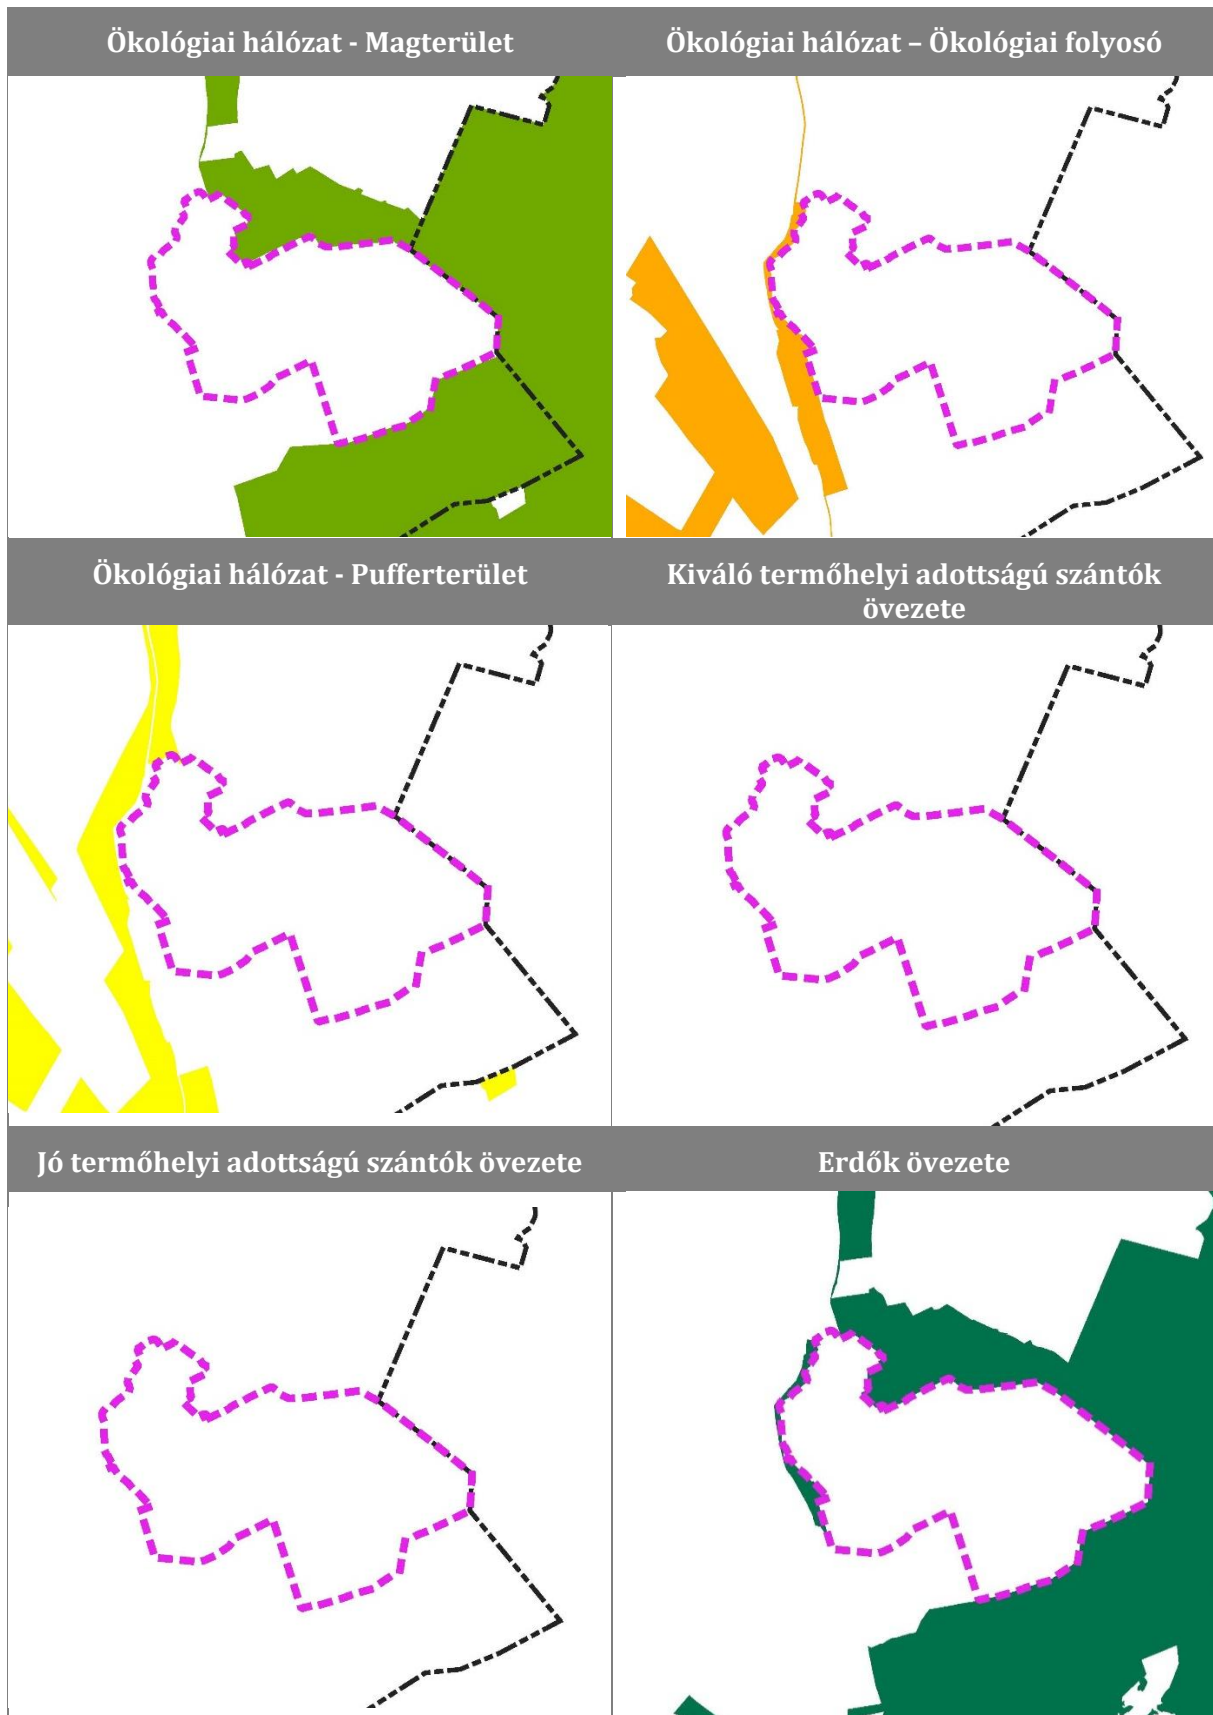 Ökológiai hálózat - Magterület
Ökológiai hálózat – Ökológiai folyosó
Ökológiai hálózat - Pufferterület
Kiváló termőhelyi adottságú szántók
övezete
Jó termőhelyi adottságú szántók övezete
Erdők övezete